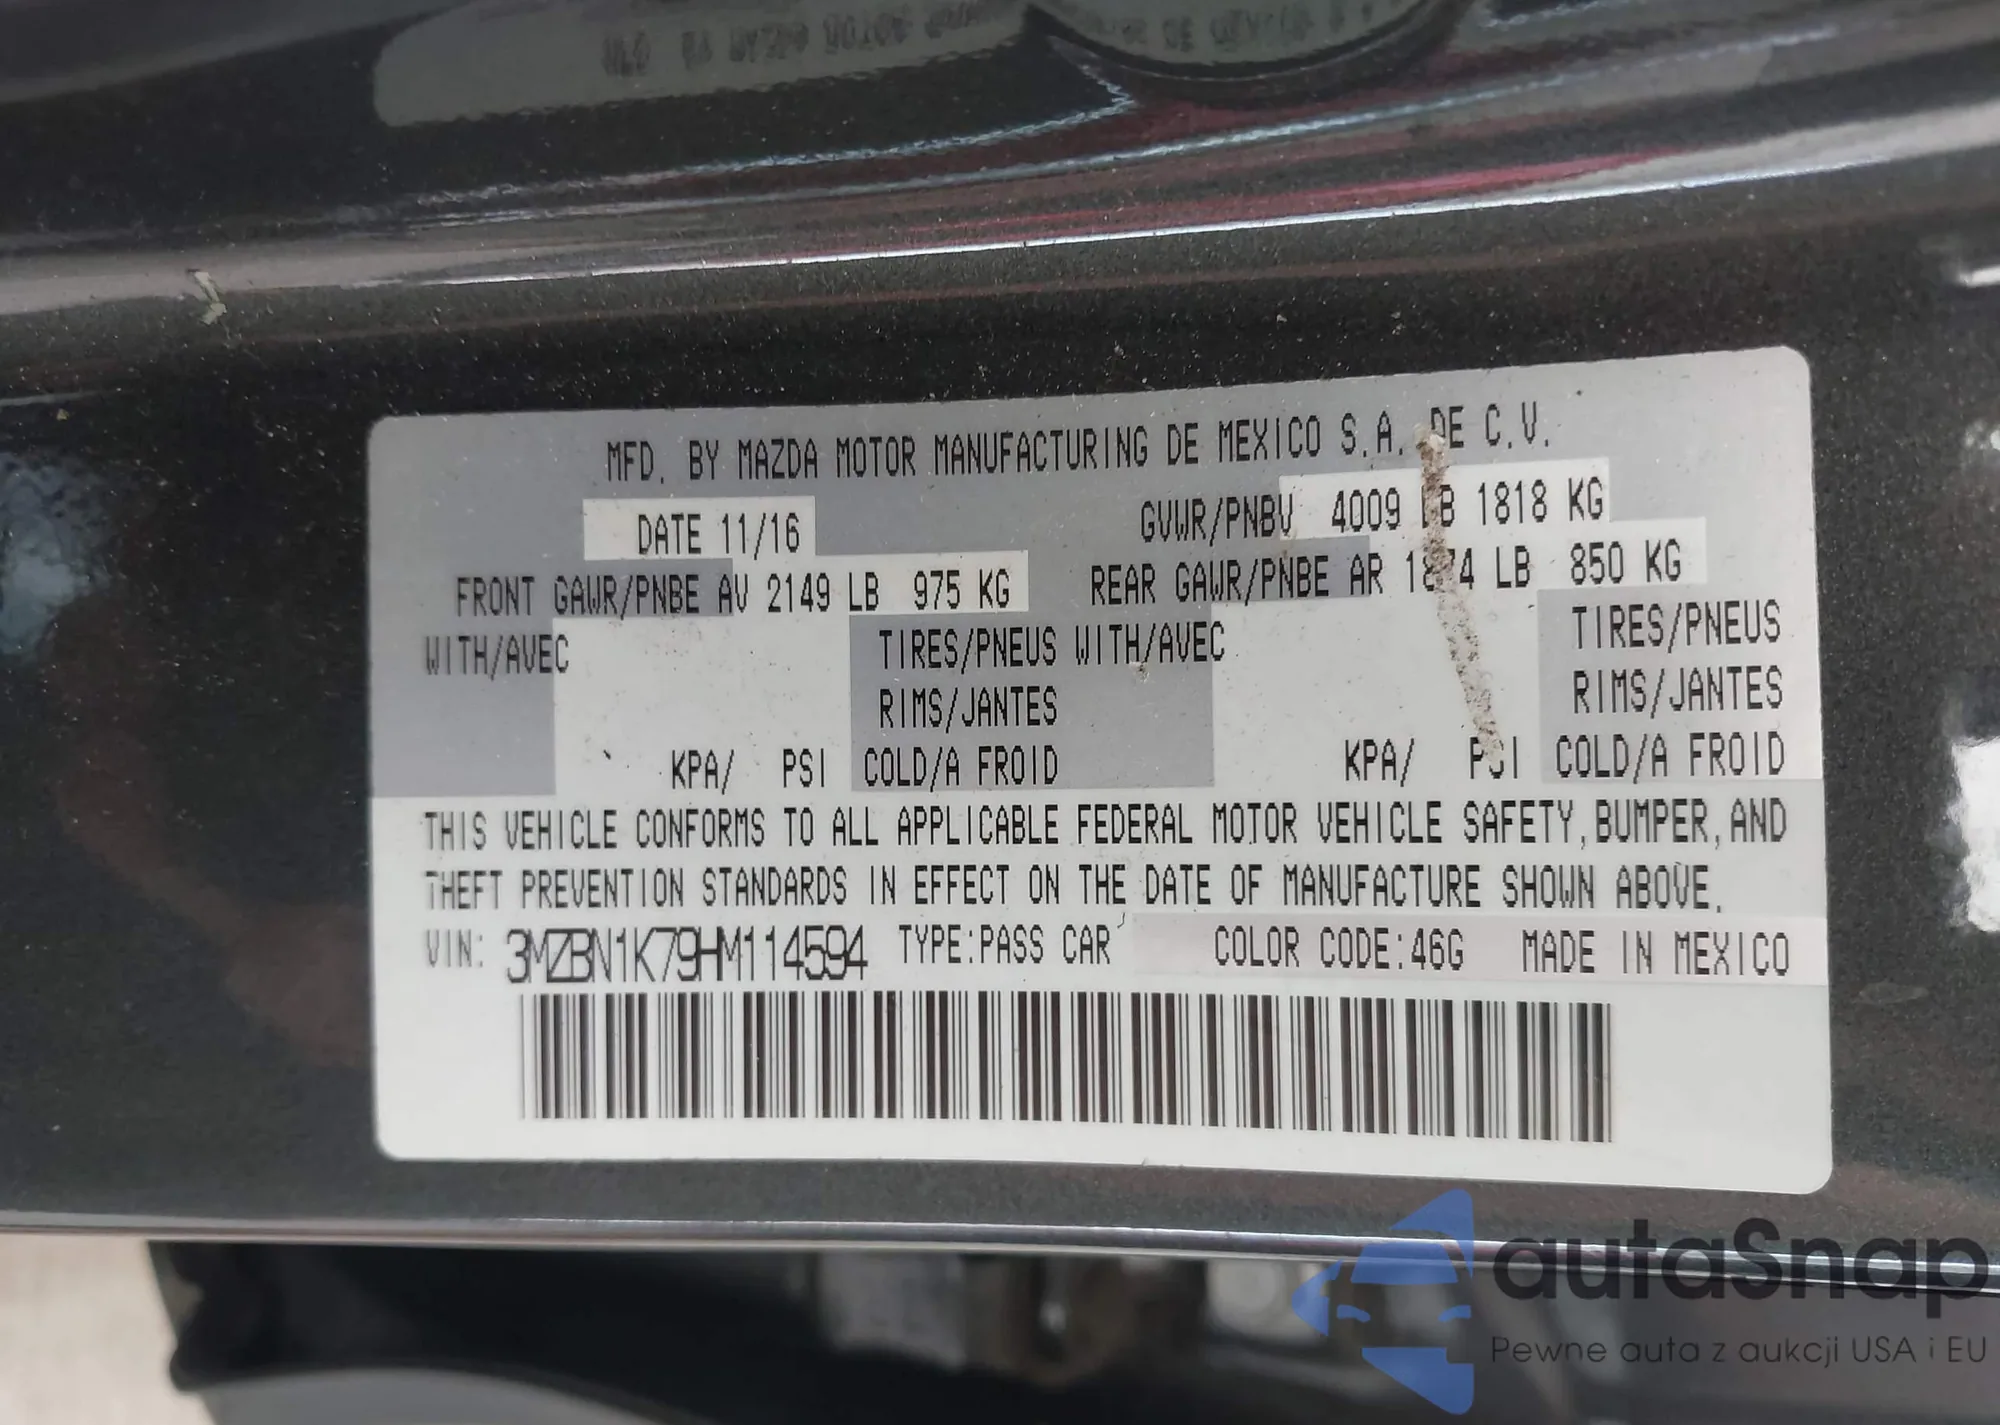 MFD. BY MAZDA MOTOR MANUFACTURING DE MEXICO S.A. DE C.V.
DATE 11/16 GVWR/PNBV 4009 LB 1818 KG
FRONT GAWR/PNBE AV 2149 LB 975 KG REAR GAWR/PNBE AR 1874 LB 850 KG
WITH/AVEC TIRES/PNEUS WITH/AVEC TIRES/PNEUS
RIMS/JANTES RIMS/JANTES
KPA/ PSI COLD/A FROID KPA/ PSI COLD/A FROID
THIS VEHICLE CONFORMS TO ALL APPLICABLE FEDERAL MOTOR VEHICLE SAFETY, BUMPER, AND
THEFT PREVENTION STANDARDS IN EFFECT ON THE DATE OF MANUFACTURE SHOWN ABOVE.
VIN: 3MZBN1K79HM114594 TYPE:PASS CAR COLOR CODE:46G MADE IN MEXICO
autaSnap
Pewne auta z aukcji USA i EU